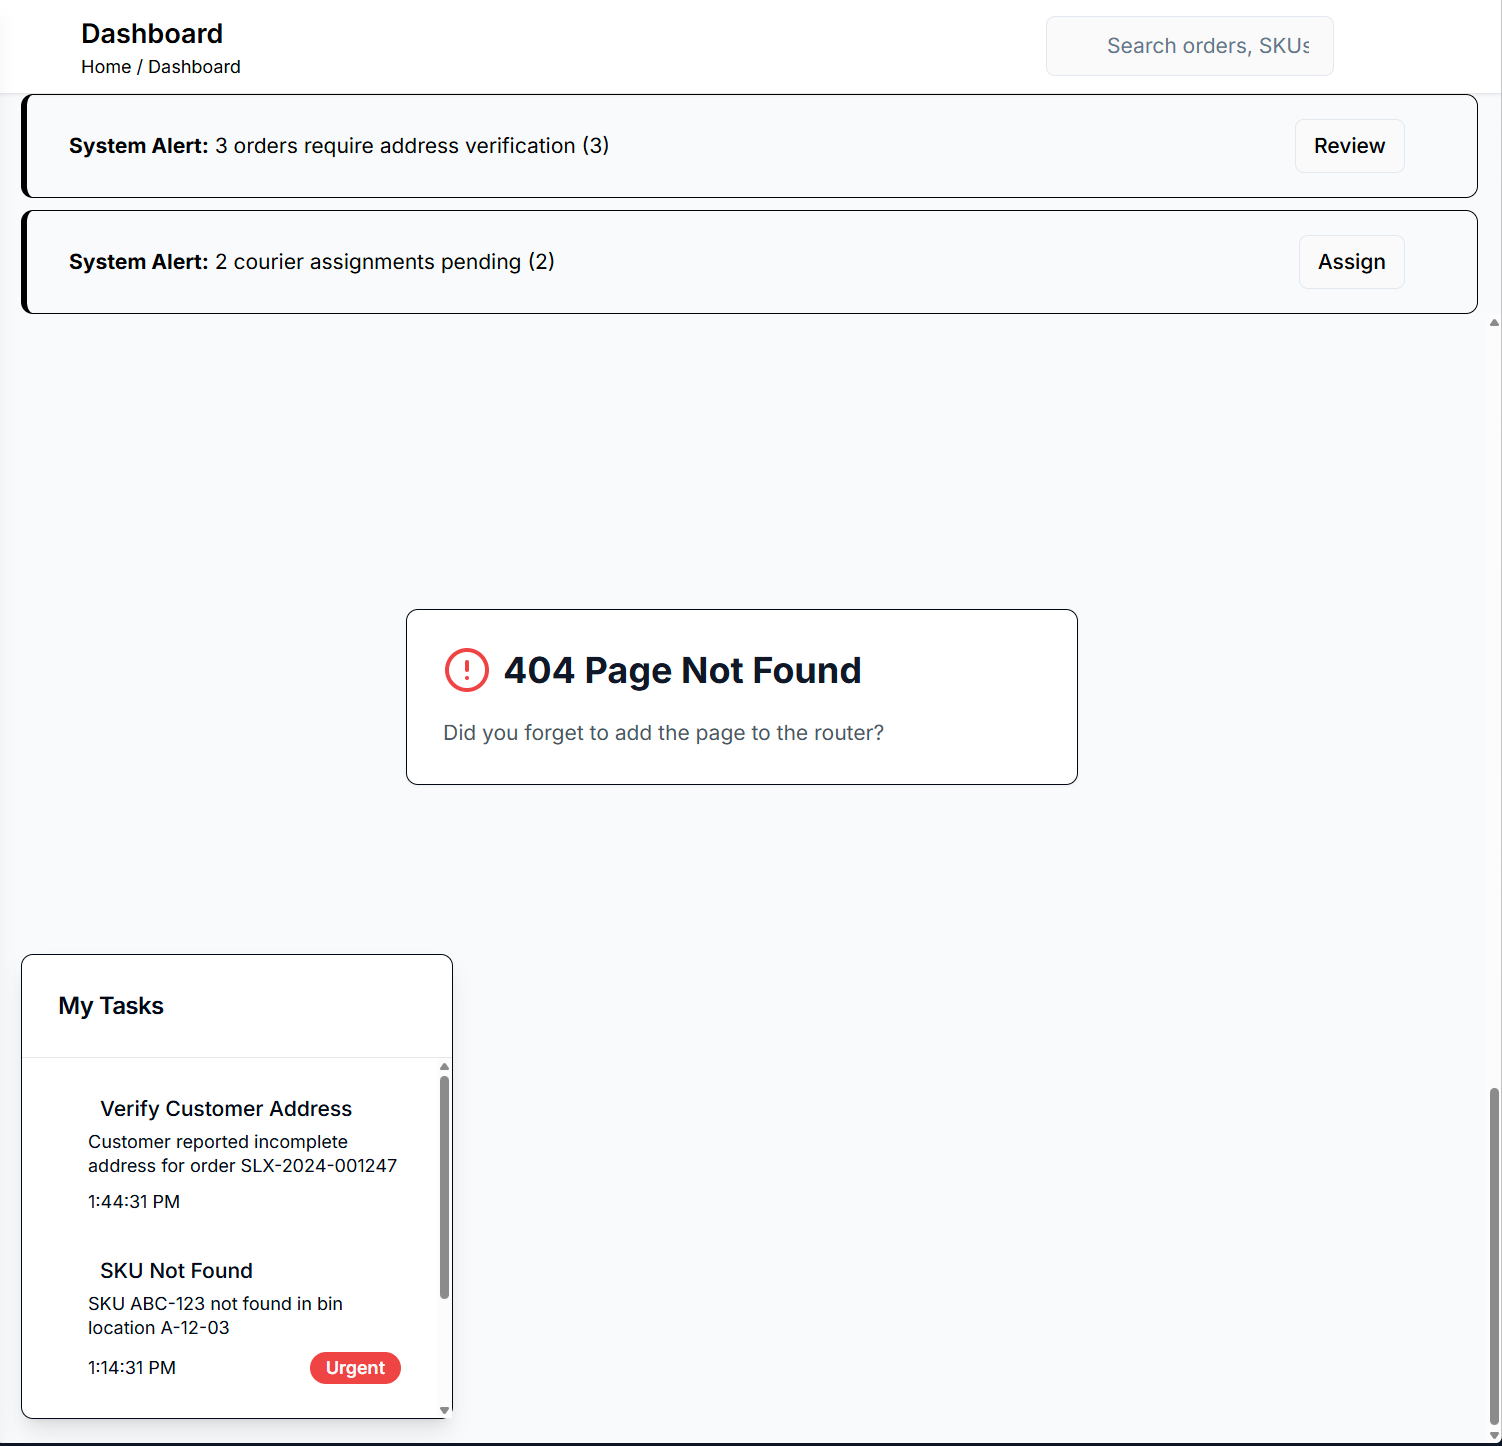 Dashboard
Home / Dashboard
Search orders, SKUs
System Alert: 3 orders require address verification (3)
Review
System Alert: 2 courier assignments pending (2)
Assign
404 Page Not Found
Did you forget to add the page to the router?
My Tasks
Verify Customer Address
Customer reported incomplete
address for order SLX-2024-001247
1:44:31 PM
SKU Not Found
SKU ABC-123 not found in bin
location A-12-03
1:14:31 PM
Urgent